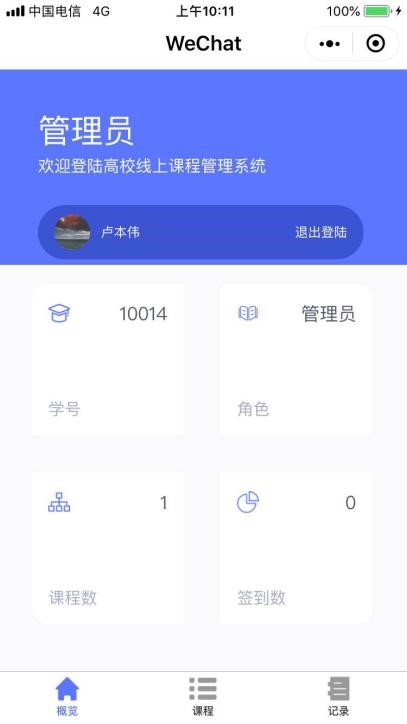 中国电信 4G 上午10:11 100%
WeChat
管理员
欢迎登陆高校线上课程管理系统
卢本伟 退出登陆
10014 管理员
学号 角色
1 0
课程数 签到数
概览 课程 记录